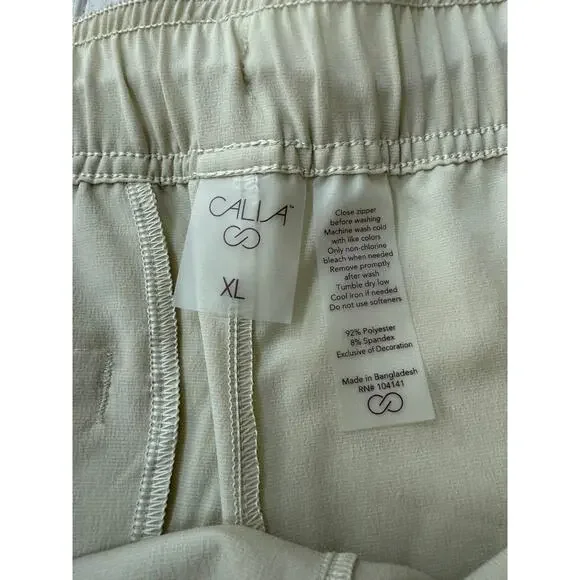 CALIA™
XL
Close zipper
before washing
Machine wash cold
with like colors
Only non-chlorine
bleach when needed
Remove promptly
after wash
Tumble dry low
Cool iron if needed
Do not use softeners
92% Polyester
8% Spandex
Exclusive of Decoration
Made in Bangladesh
RN# 104141